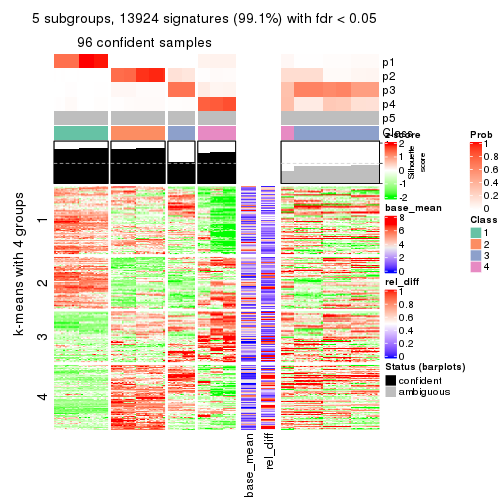 5 subgroups, 13924 signatures (99.1%) with fdr < 0.05
96 confident samples
p1
p2
p3
p4
p5
Class
k-means with 4 groups
1
2
3
4
base_mean
rel_diff
Silhouette
score
z-score
2
1
0
-1
-2
base_mean
8
6
4
2
0
rel_diff
1
0.8
0.6
0.4
0.2
0
Status (barplots)
confident
ambiguous
Prob
1
0.8
0.6
0.4
0.2
0
Class
1
2
3
4